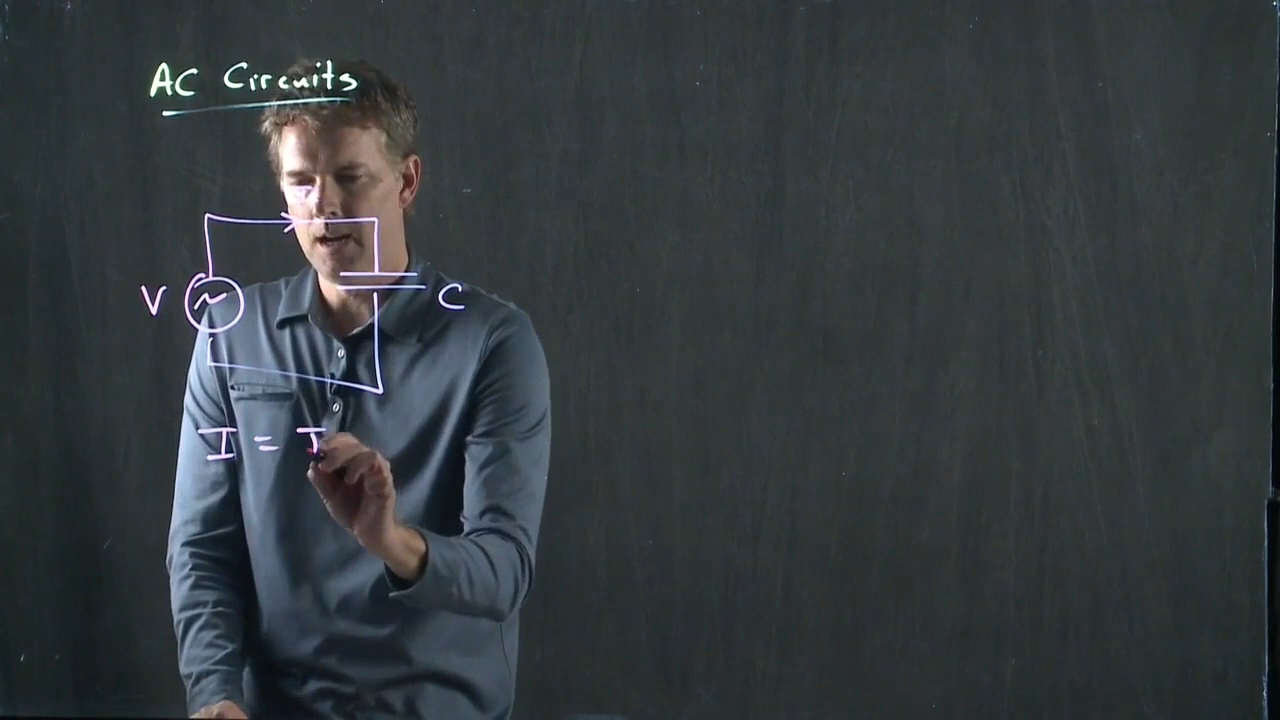 AC Circuits
V
C
I = I